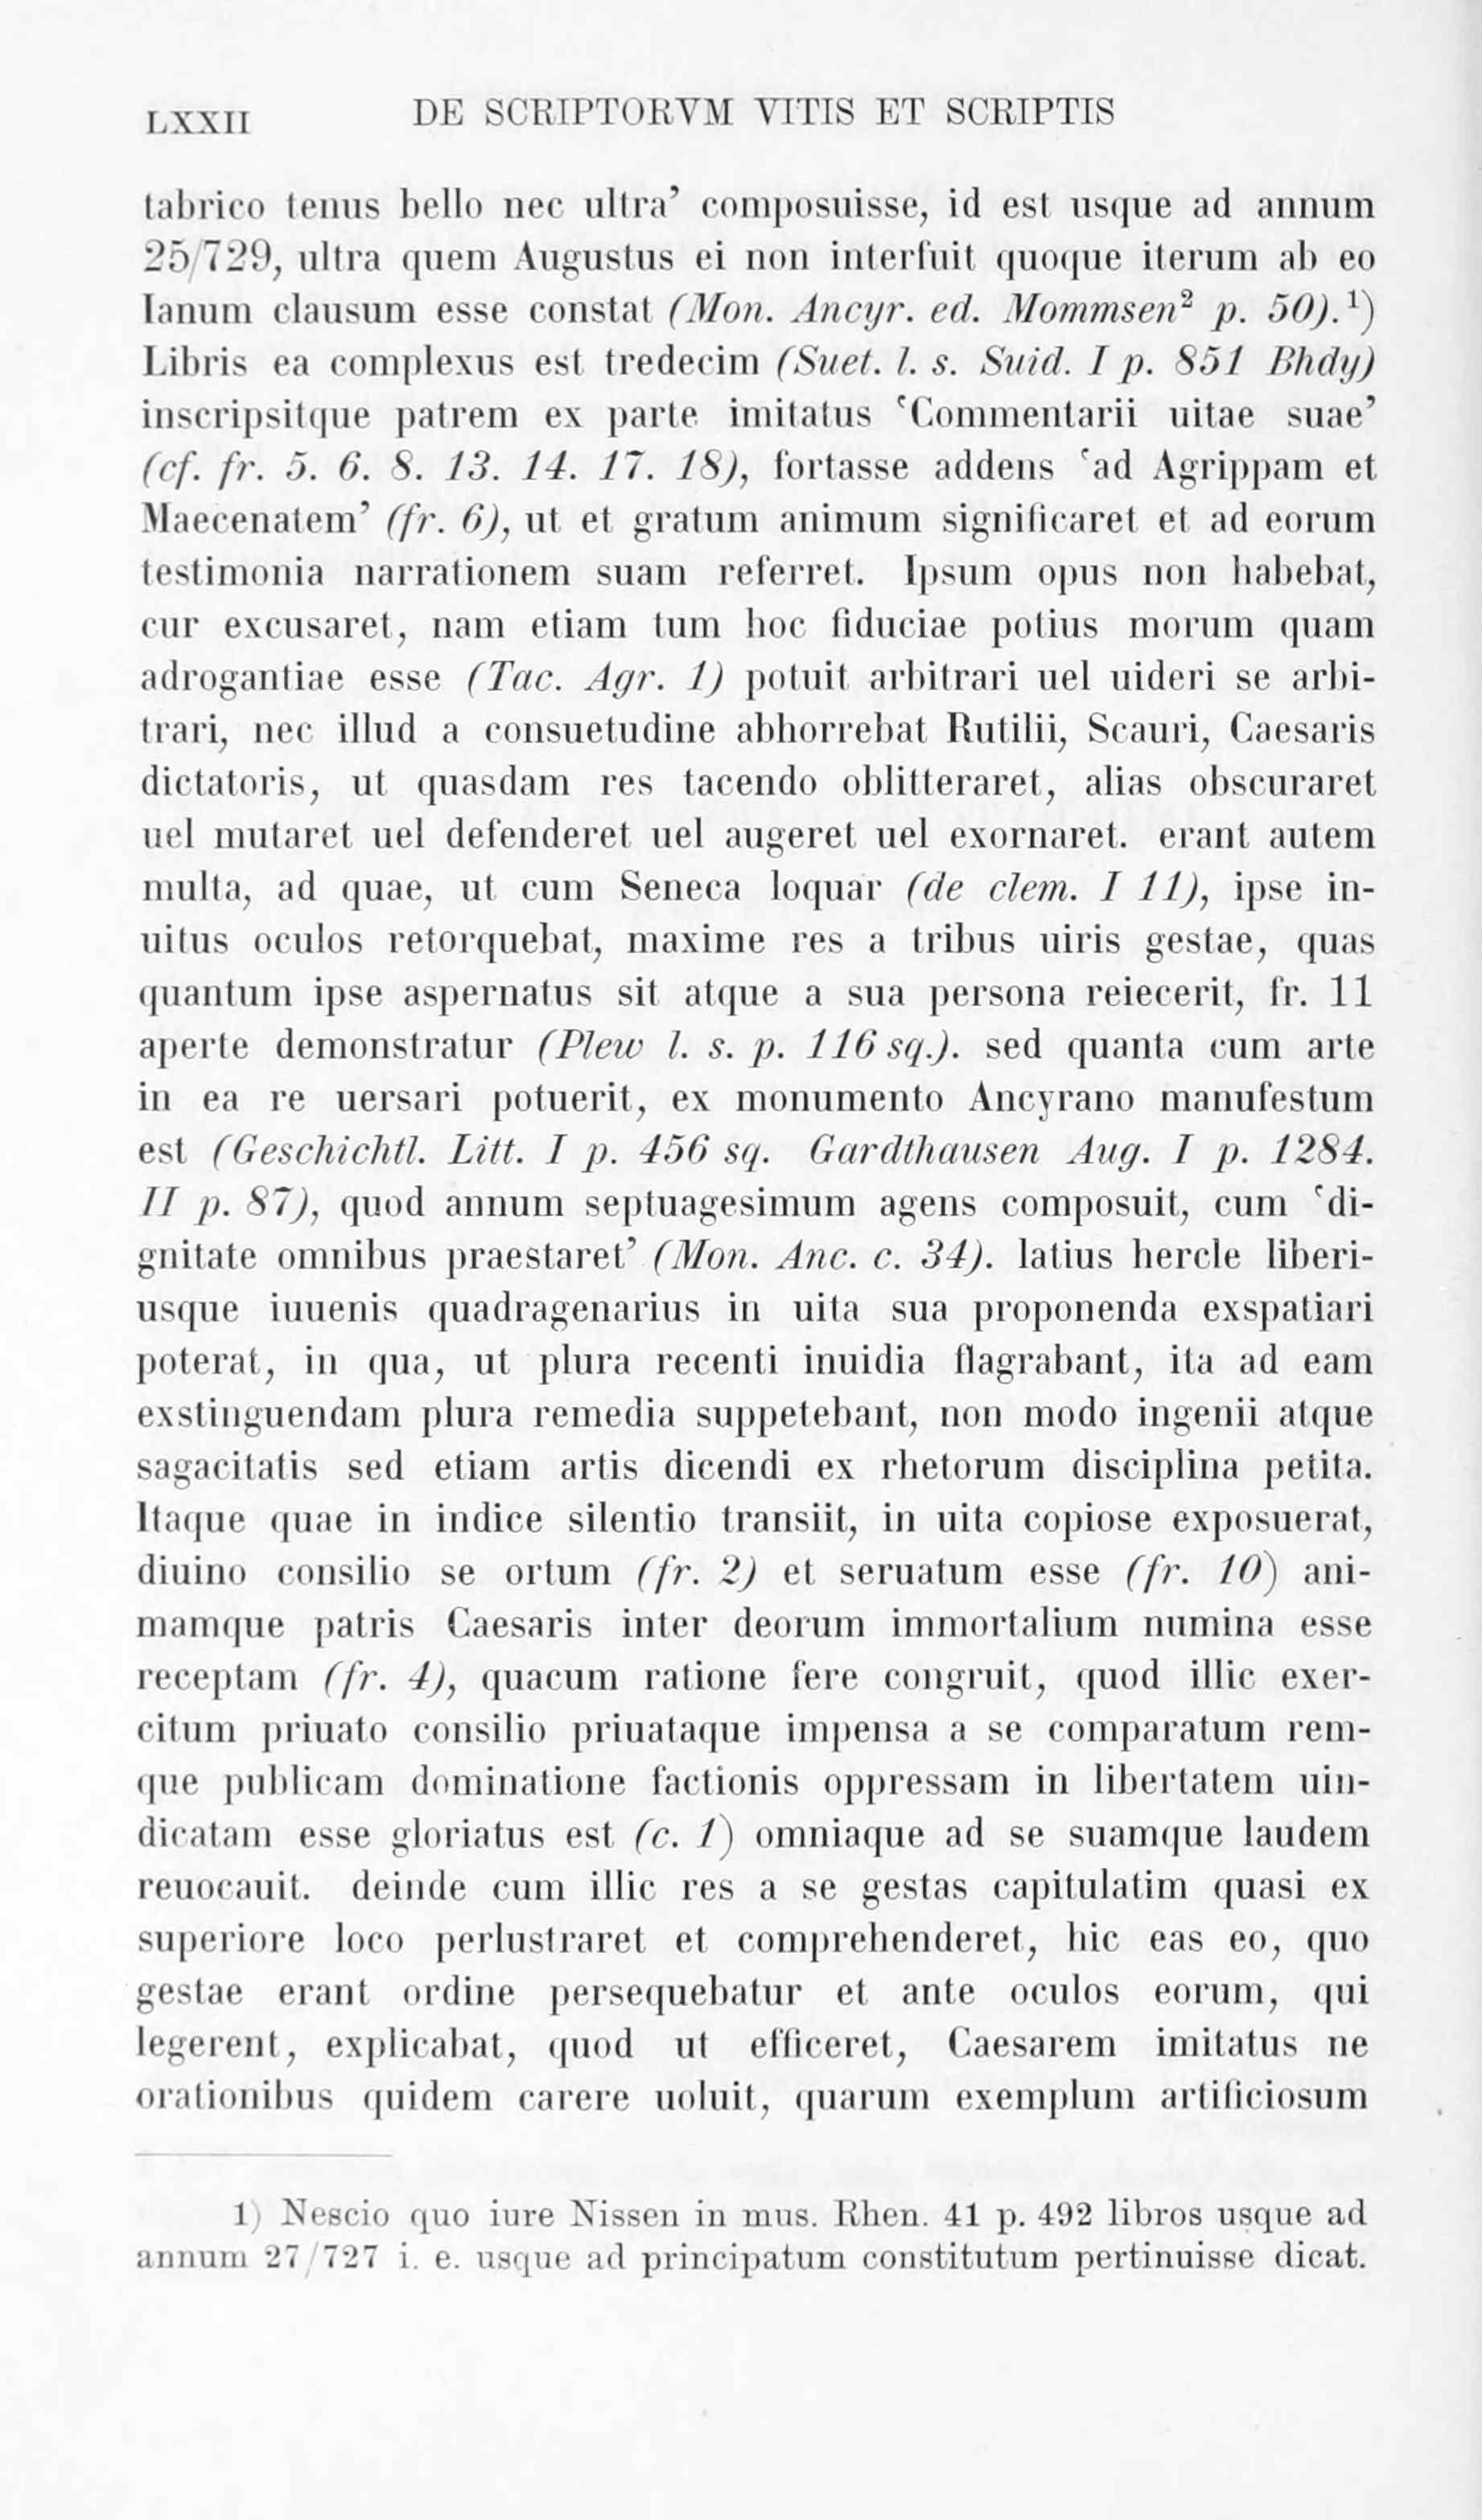 LXXII DE SCRIPTORVM VITIS ET SCRIPTIS
tabrico tenus bello nec ultra’ composuisse, id est usque ad annum
25/729, ultra quem Augustus ei non interfuit quoque iterum ab eo
Ianum clausum esse constat (Mon. Ancyr. ed. Mommsen² p. 50).¹)
Libris ea complexus est tredecim (Suet. l. s. Suid. I p. 851 Bhdy)
inscripsitque patrem ex parte imitatus ‘Commentarii uitae suae’
(cf. fr. 5. 6. 8. 13. 14. 17. 18), fortasse addens ‘ad Agrippam et
Maecenatem’ (fr. 6), ut et gratum animum significaret et ad eorum
testimonia narrationem suam referret. Ipsum opus non habebat,
cur excusaret, nam etiam tum hoc fiduciae potius morum quam
adrogantiae esse (Tac. Agr. 1) potuit arbitrari uel uideri se arbi-
trari, nec illud a consuetudine abhorrebat Rutilii, Scauri, Caesaris
dictatoris, ut quasdam res tacendo oblitteraret, alias obscuraret
uel mutaret uel defenderet uel augeret uel exornaret. erant autem
multa, ad quae, ut cum Seneca loquar (de clem. I 11), ipse in-
uitus oculos retorquebat, maxime res a tribus uiris gestae, quas
quantum ipse aspernatus sit atque a sua persona reiecerit, fr. 11
aperte demonstratur (Plew l. s. p. 116 sq.). sed quanta cum arte
in ea re uersari potuerit, ex monumento Ancyrano manufestum
est (Geschichtl. Litt. I p. 456 sq. Gardthausen Aug. I p. 1284.
II p. 87), quod annum septuagesimum agens composuit, cum ‘di-
gnitate omnibus praestaret’ (Mon. Anc. c. 34). latius hercle liberi-
usque iuuenis quadragenarius in uita sua proponenda exspatiari
poterat, in qua, ut plura recenti inuidia flagrabant, ita ad eam
exstinguendam plura remedia suppetebant, non modo ingenii atque
sagacitatis sed etiam artis dicendi ex rhetorum disciplina petita.
Itaque quae in indice silentio transiit, in uita copiose exposuerat,
diuino consilio se ortum (fr. 2) et seruatum esse (fr. 10) ani-
mamque patris Caesaris inter deorum immortalium numina esse
receptam (fr. 4), quacum ratione fere congruit, quod illic exer-
citum priuato consilio priuataque impensa a se comparatum rem-
que publicam dominatione factionis oppressam in libertatem uin-
dicatam esse gloriatus est (c. 1) omniaque ad se suamque laudem
reuocauit. deinde cum illic res a se gestas capitulatim quasi ex
superiore loco perlustraret et comprehenderet, hic eas eo, quo
gestae erant ordine persequebatur et ante oculos eorum, qui
legerent, explicabat, quod ut efficeret, Caesarem imitatus ne
orationibus quidem carere uoluit, quarum exemplum artificiosum
1) Nescio quo iure Nissen in mus. Rhen. 41 p. 492 libros usque ad
annum 27/727 i. e. usque ad principatum constitutum pertinuisse dicat.